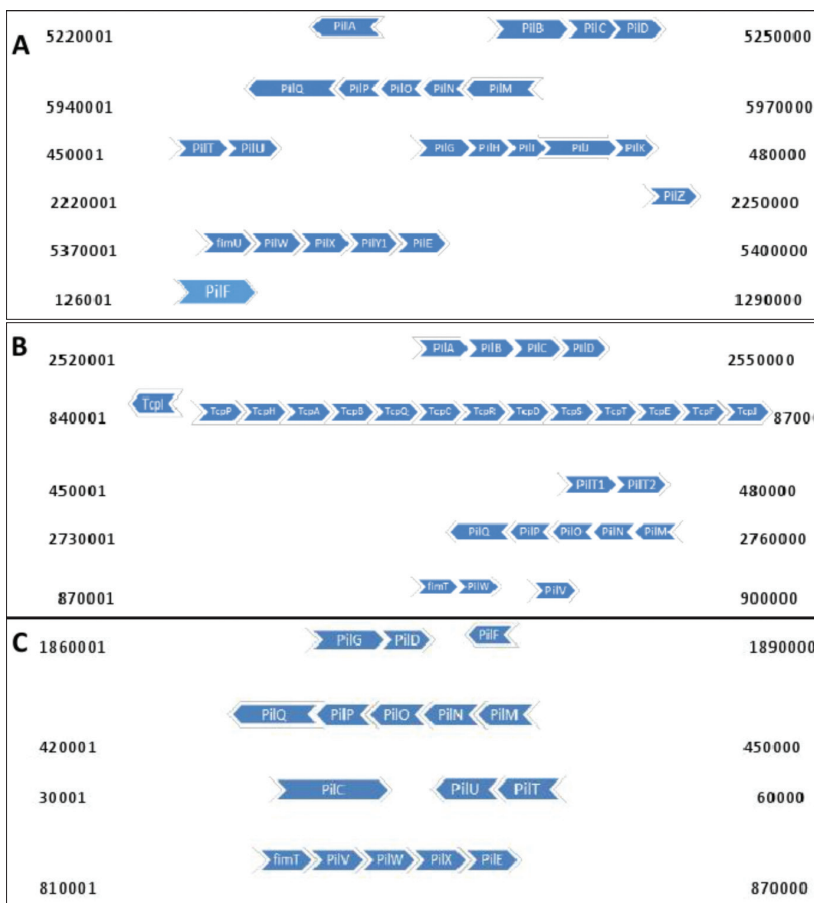 A 5220001 PilA PilB PilC PilD 5250000
5940001 PilQ PilP PilO PilN PilM 5970000
450001 PilT PilU PilG PilH PilI PilJ PilK 480000
2220001 PilZ 2250000
5370001 fimU PilW PilX PilY1 PilE 5400000
126001 PilF 1290000
B 2520001 PilA PilB PilC PilD 2550000
840001 TcpI TcpP TcpH TcpA TcpB TcpQ TcpC TcpR TcpD TcpS TcpT TcpE TcpF TcpJ 8700
450001 PilT1 PilT2 480000
2730001 PilQ PilP PilO PilN PilM 2760000
870001 fimT PilW PilV 900000
C 1860001 PilG PilD PilF 1890000
420001 PilQ PilP PilO PilN PilM 450000
30001 PilC PilU PilT 60000
810001 fimT PilV PilW PilX PilE 870000